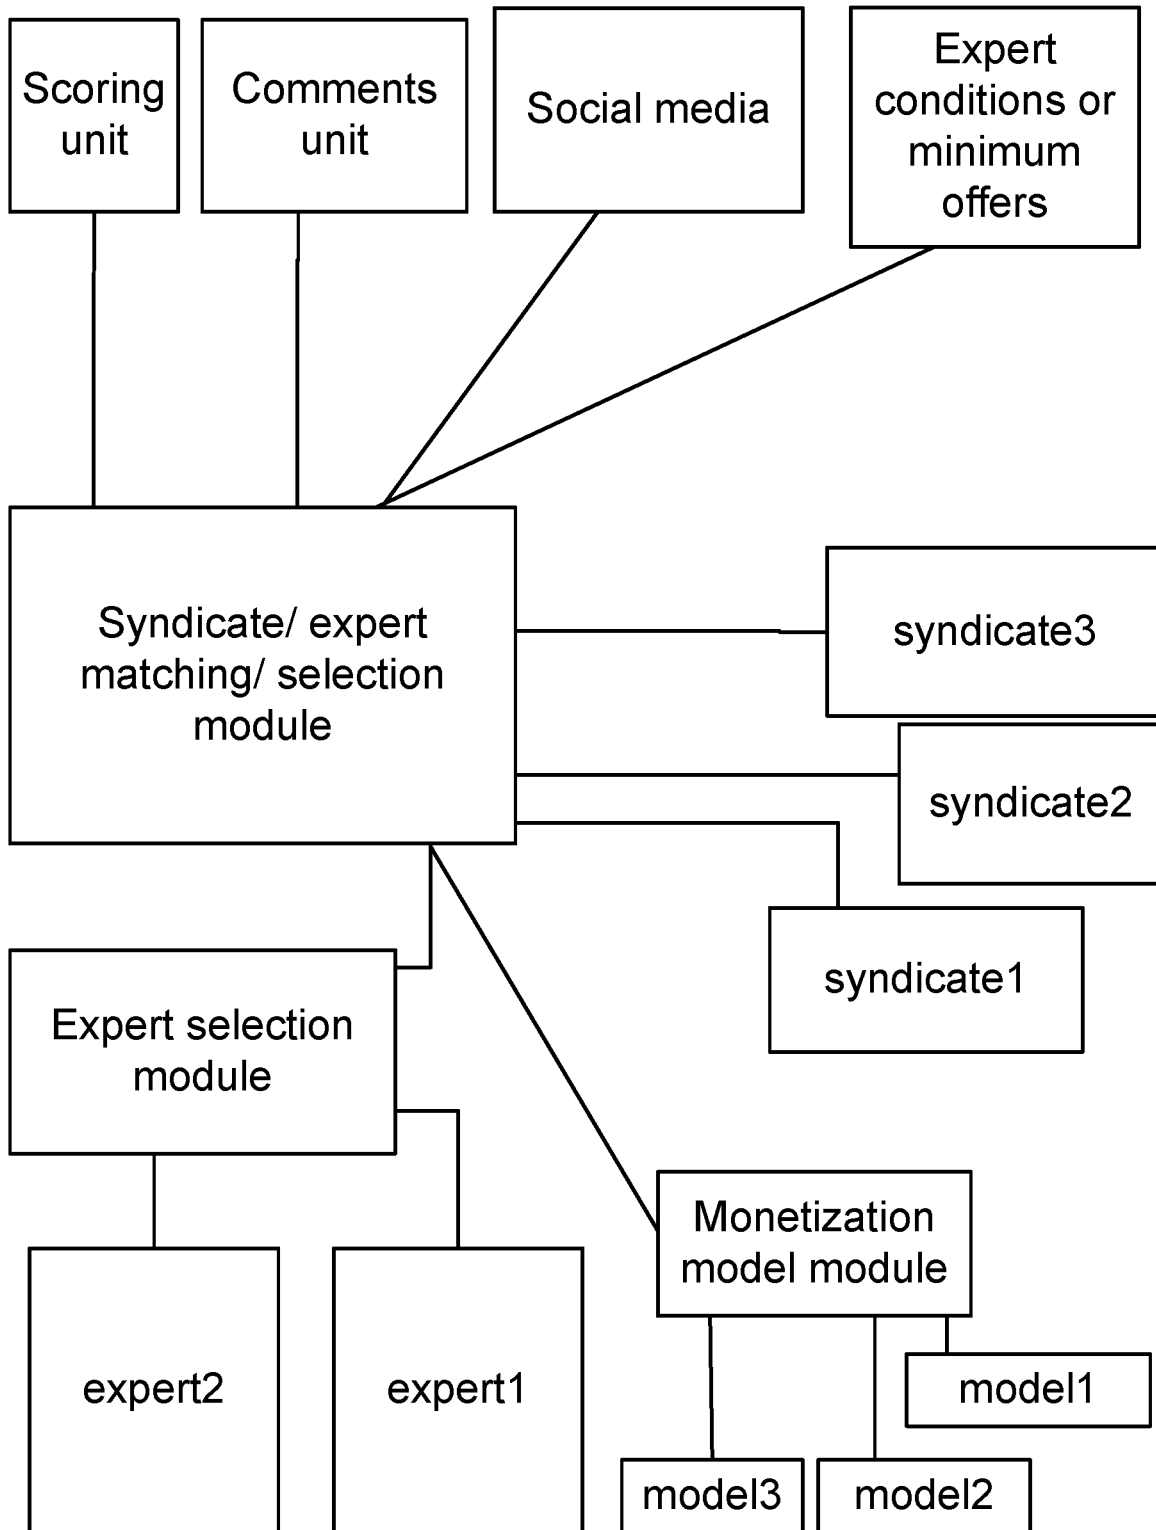 Scoring
unit
Comments
unit
Social media
Expert
conditions or
minimum
offers
Syndicate/ expert
matching/ selection
module
syndicate3
syndicate2
syndicate1
Expert selection
module
Monetization
model module
expert2
expert1
model1
model3
model2